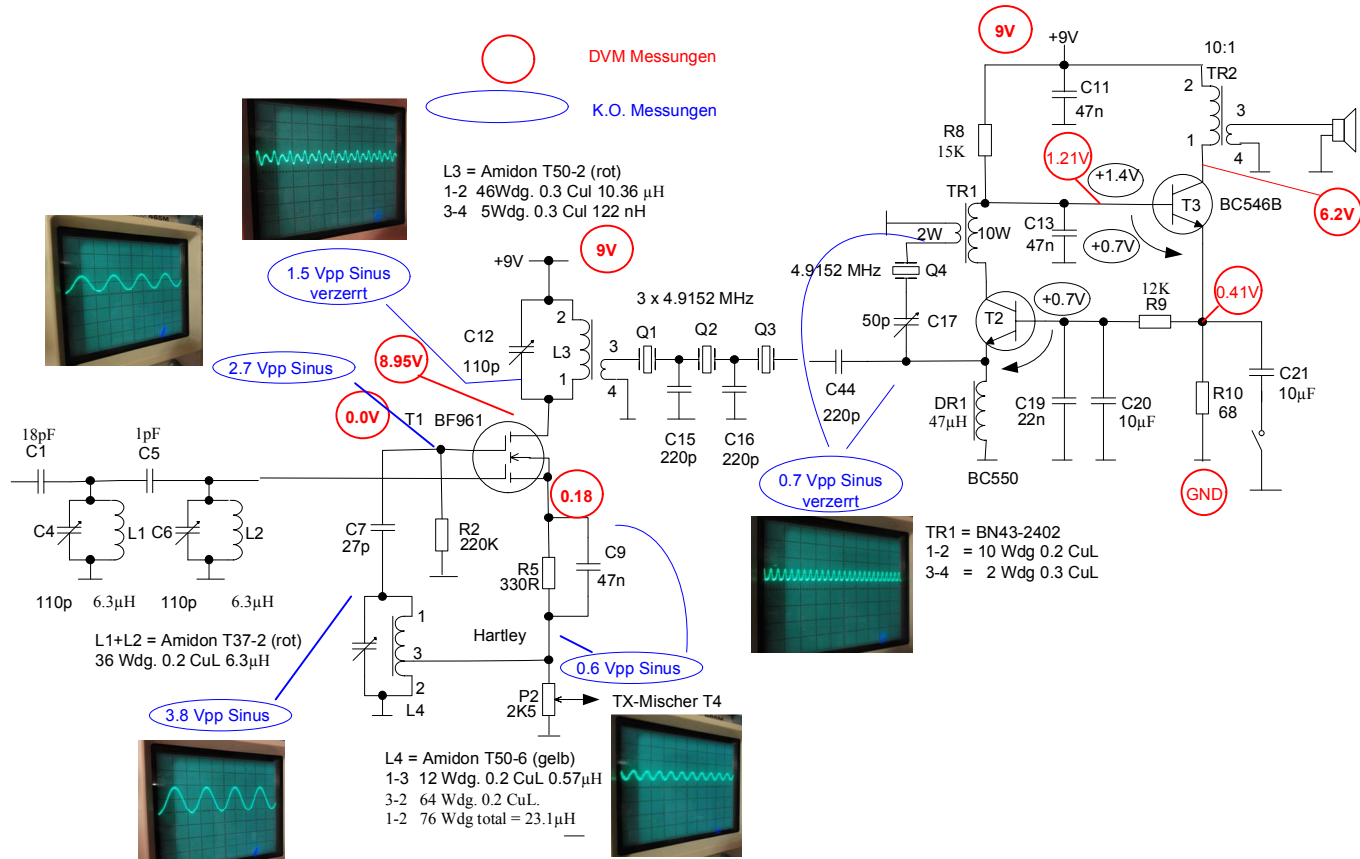 DVM Messungen
K.O. Messungen
9V
+9V
10:1
TR2
C11
47n
2
3
1
4
R8
15K
1.21V
+1.4V
TR1
T3
BC546B
6.2V
2W
10W
C13
47n
+0.7V
L3 = Amidon T50-2 (rot)
1-2 46Wdg. 0.3 Cul 10.36 µH
3-4 5Wdg. 0.3 Cul 122 nH
1.5 Vpp Sinus
verzerrt
+9V
9V
4.9152 MHz
Q4
12K
R9
0.41V
+0.7V
T2
50p
C17
3 x 4.9152 MHz
C12
110p
2
L3
1
3
4
Q1
Q2
Q3
2.7 Vpp Sinus
8.95V
0.0V
T1
BF961
C44
220p
DR1
47µH
C19
22n
C20
10µF
R10
68
C21
10µF
C15
220p
C16
220p
BC550
GND
18pF
C1
1pF
C5
0.18
0.7 Vpp Sinus
verzerrt
C4
L1
C6
L2
C7
27p
R2
220K
C9
47n
R5
330R
TR1 = BN43-2402
1-2 = 10 Wdg 0.2 CuL
3-4 = 2 Wdg 0.3 CuL
110p
6.3µH
110p
6.3µH
1
3
2
L4
Hartley
L1+L2 = Amidon T37-2 (rot)
36 Wdg. 0.2 CuL 6.3µH
0.6 Vpp Sinus
P2
2K5
TX-Mischer T4
3.8 Vpp Sinus
L4 = Amidon T50-6 (gelb)
1-3 12 Wdg. 0.2 CuL 0.57µH
3-2 64 Wdg. 0.2 CuL.
1-2 76 Wdg total = 23.1µH